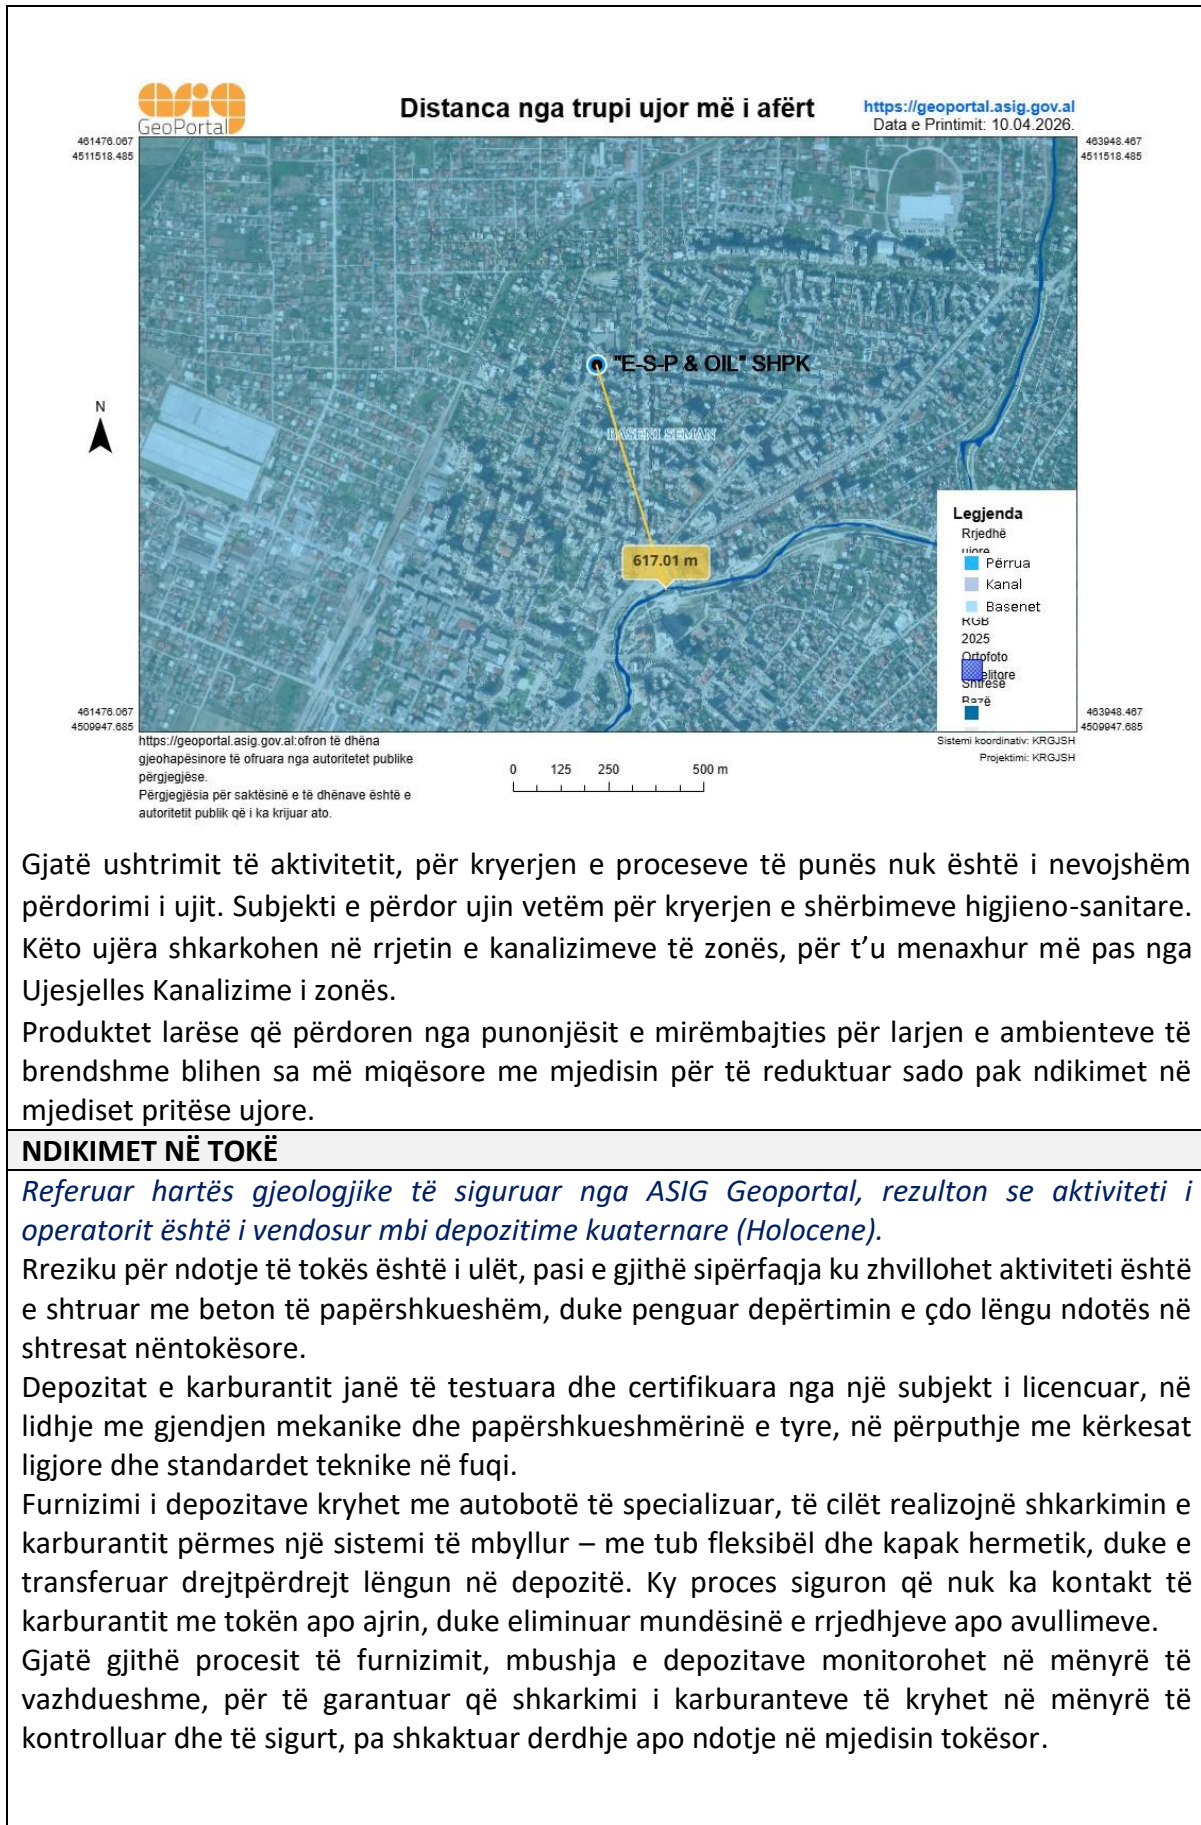 asig
GeoPortal
Distanca nga trupi ujor më i afërt
https://geoportal.asig.gov.al
Data e Printimit: 10.04.2026.
461476.067
4511518.485
463948.467
4511518.485
"E-S-P & OIL" SHPK
N
BASENI SEMAN
617.01 m
Legjenda
Rrjedhë
ujore
Përrua
Kanal
Basenet
RGB
2025
Ortofoto
Shtresë
Bazë
461476.067
4509947.685
463948.467
4509947.685
https://geoportal.asig.gov.al:ofron të dhëna
gjeohapësinore të ofruara nga autoritetet publike
përgjegjëse.
Përgjegjësia për saktësinë e të dhënave është e
autoritetit publik që i ka krijuar ato.
0 125 250 500 m
Sistemi koordinativ: KRGJSH
Projektimi: KRGJSH
Gjatë ushtrimit të aktivitetit, për kryerjen e proceseve të punës nuk është i nevojshëm
përdorimi i ujit. Subjekti e përdor ujin vetëm për kryerjen e shërbimeve higjieno-sanitare.
Këto ujëra shkarkohen në rrjetin e kanalizimeve të zonës, për t’u menaxhur më pas nga
Ujesjelles Kanalizime i zonës.
Produktet larëse që përdoren nga punonjësit e mirëmbajties për larjen e ambienteve të
brendshme blihen sa më miqësore me mjedisin për të reduktuar sado pak ndikimet në
mjediset pritëse ujore.
NDIKIMET NË TOKË
Referuar hartës gjeologjike të siguruar nga ASIG Geoportal, rezulton se aktiviteti i
operatorit është i vendosur mbi depozitime kuaternare (Holocene).
Rreziku për ndotje të tokës është i ulët, pasi e gjithë sipërfaqja ku zhvillohet aktiviteti është
e shtruar me beton të papërshkueshëm, duke penguar depërtimin e çdo lëngu ndotës në
shtresat nëntokësore.
Depozitat e karburantit janë të testuara dhe certifikuara nga një subjekt i licencuar, në
lidhje me gjendjen mekanike dhe papërshkueshmërinë e tyre, në përputhje me kërkesat
ligjore dhe standardet teknike në fuqi.
Furnizimi i depozitave kryhet me autobotë të specializuar, të cilët realizojnë shkarkimin e
karburantit përmes një sistemi të mbyllur – me tub fleksibël dhe kapak hermetik, duke e
transferuar drejtpërdrejt lëngun në depozitë. Ky proces siguron që nuk ka kontakt të
karburantit me tokën apo ajrin, duke eliminuar mundësinë e rrjedhjeve apo avullimeve.
Gjatë gjithë procesit të furnizimit, mbushja e depozitave monitorohet në mënyrë të
vazhdueshme, për të garantuar që shkarkimi i karburanteve të kryhet në mënyrë të
kontrolluar dhe të sigurt, pa shkaktuar derdhje apo ndotje në mjedisin tokësor.